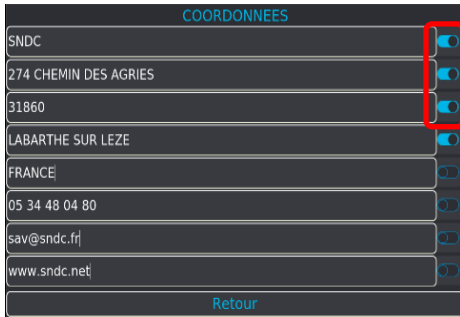 COORDONNEES
SNDC
274 CHEMIN DES AGRIES
31860
LABARTHE SUR LEZE
FRANCE
05 34 48 04 80
sav@sndc.fr
www.sndc.net
Retour